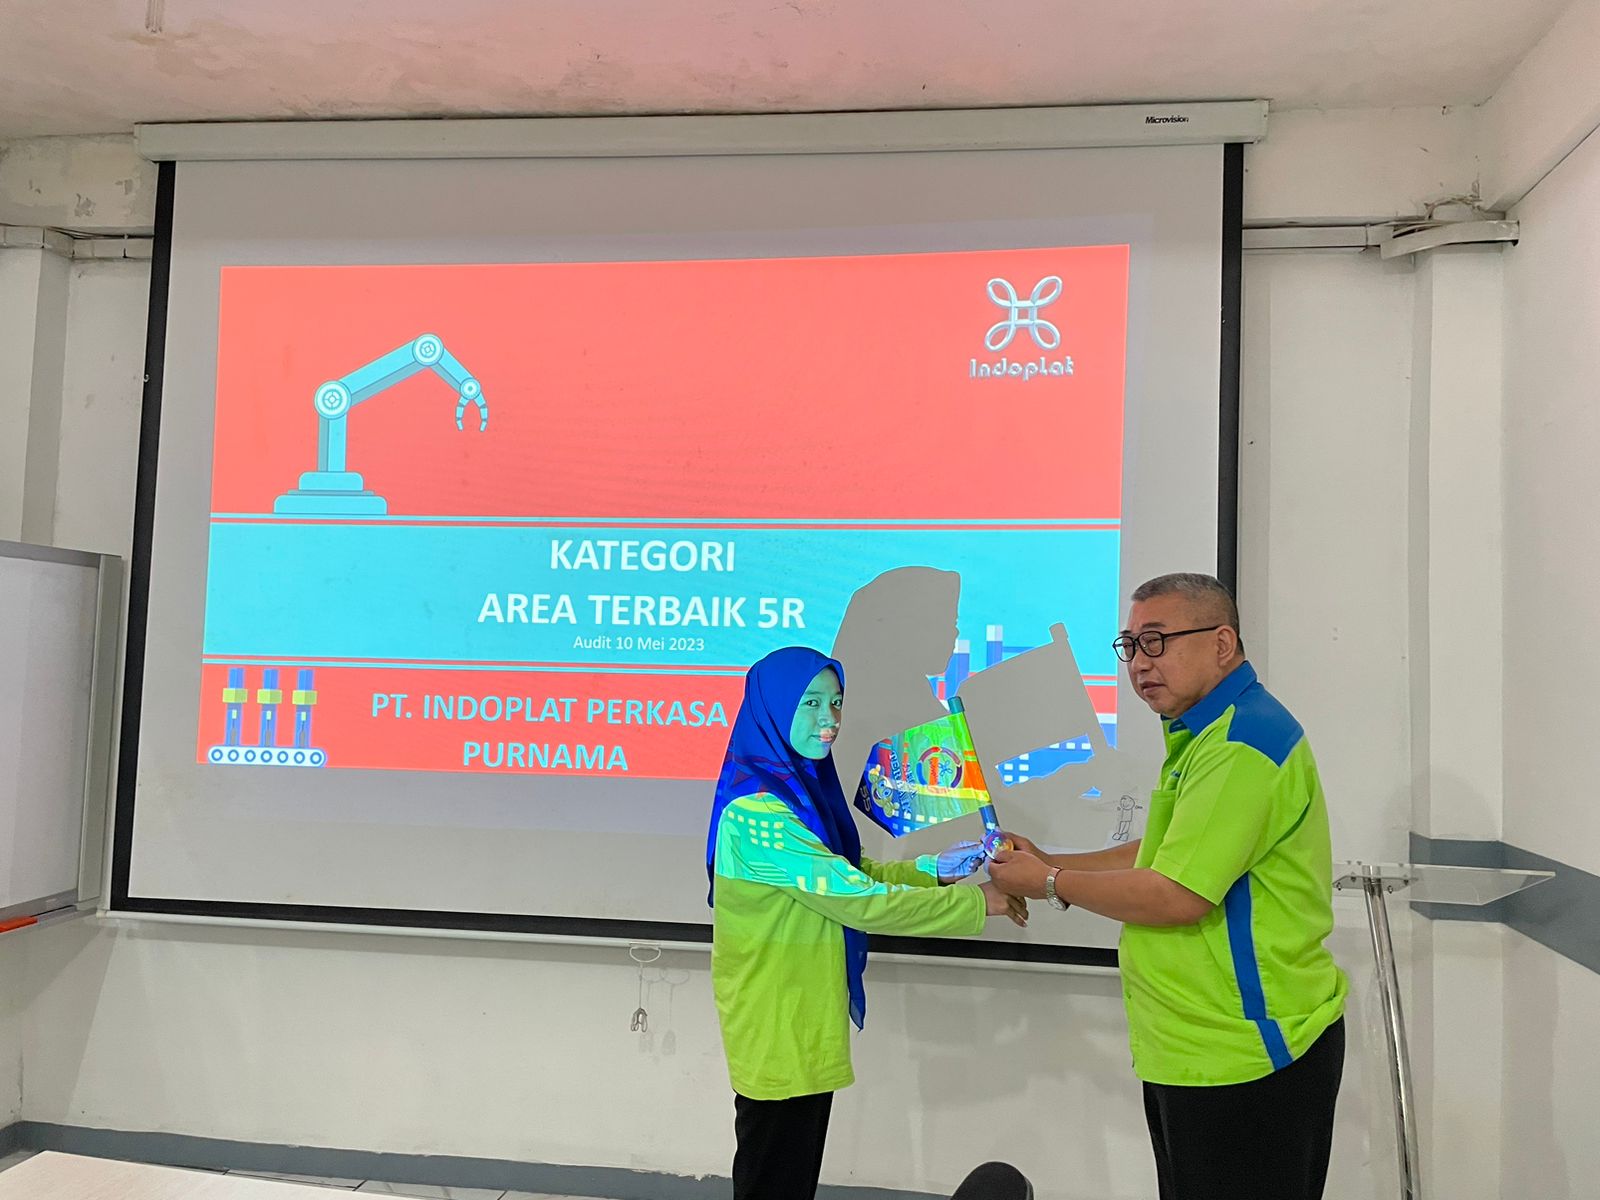 Microvision
Indoplat
KATEGORI
AREA TERBAIK 5R
Audit 10 Mei 2023
PT. INDOPLAT PERKASA
PURNAMA